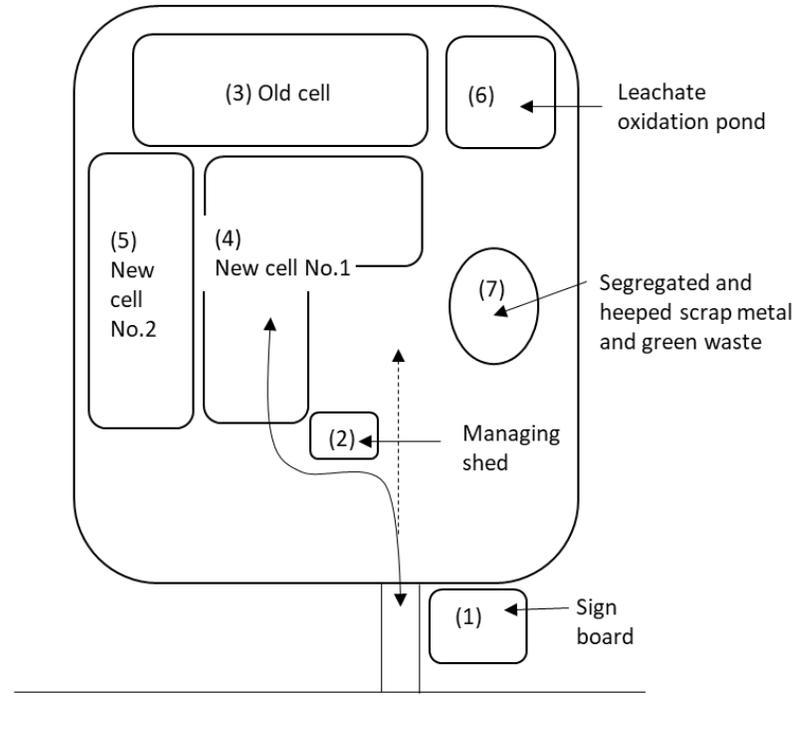 (3) Old cell
(6)
Leachate
oxidation pond
(5)
New
cell
No.2
(4)
New cell No.1
(7)
Segregated and
heeped scrap metal
and green waste
(2)
Managing
shed
(1)
Sign
board